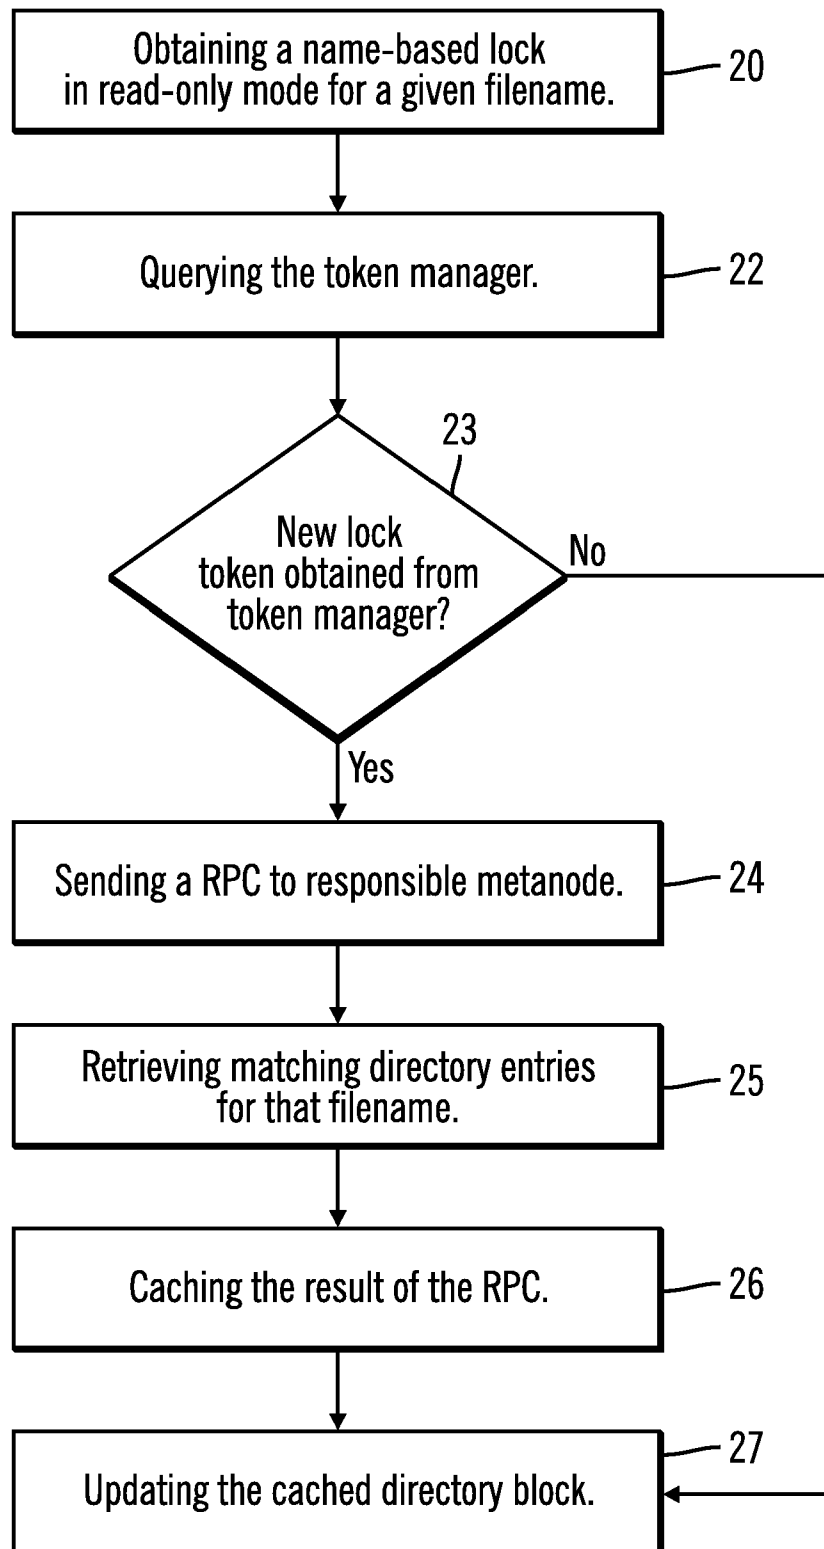 Obtaining a name-based lock
in read-only mode for a given filename.
20
Querying the token manager.
22
23
New lock
token obtained from
token manager?
No
Yes
Sending a RPC to responsible metanode.
24
Retrieving matching directory entries
for that filename.
25
Caching the result of the RPC.
26
Updating the cached directory block.
27